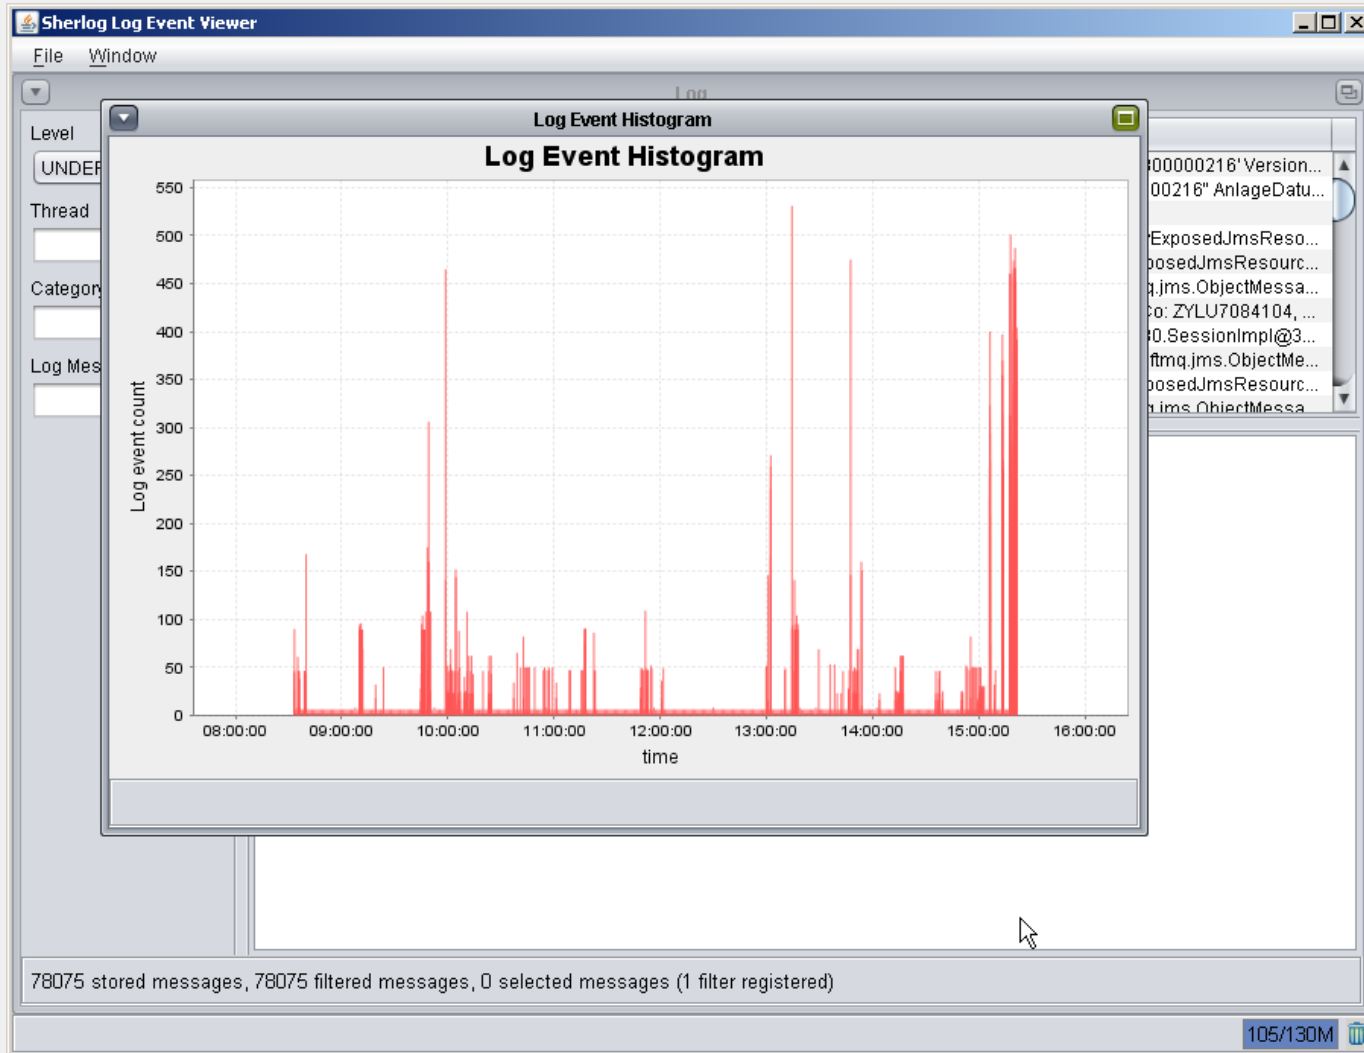 Sherlog Log Event Viewer
File Window
Log
Level
UNDEF
Thread
Category
Log Mes
Log Event Histogram
Log Event Histogram
550
500
450
400
350
300
250
200
150
100
50
0
Log event count
08:00:00 09:00:00 10:00:00 11:00:00 12:00:00 13:00:00 14:00:00 15:00:00 16:00:00
time
300000216' Version...
00216" AnlageDatu...
ExposedJmsReso...
posedJmsResourc...
q.jms.ObjectMessa...
Co: ZYLU7084104, ...
30.SessionImpl@3...
ftmq.jms.ObjectMe...
posedJmsResourc...
q.jms.ObjectMessa
78075 stored messages, 78075 filtered messages, 0 selected messages (1 filter registered)
105/130M